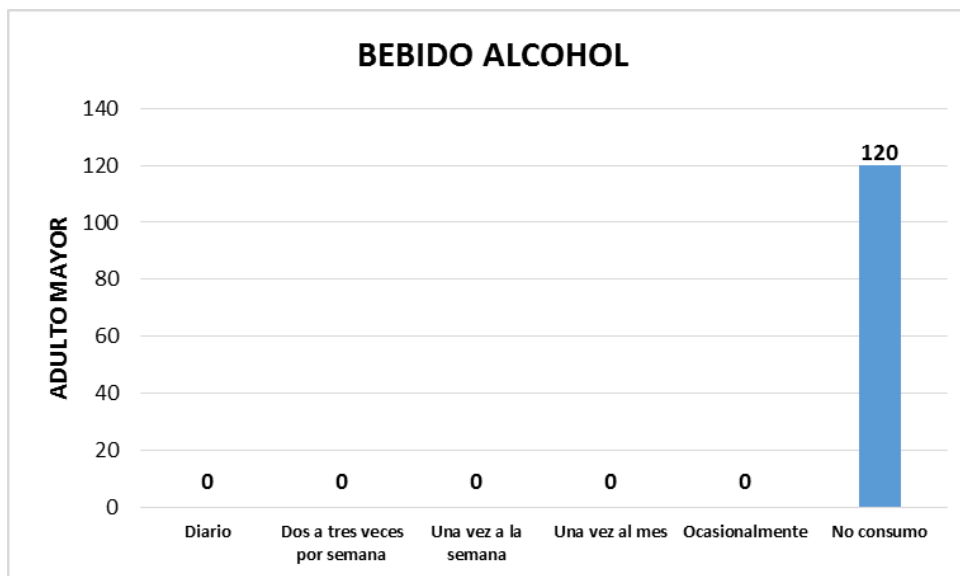 BEBIDO ALCOHOL
140
120
100
80
60
40
20
0
ADULTO MAYOR
0
0
0
0
0
120
Diario
Dos a tres veces
por semana
Una vez a la
semana
Una vez al mes
Ocasionalmente
No consumo